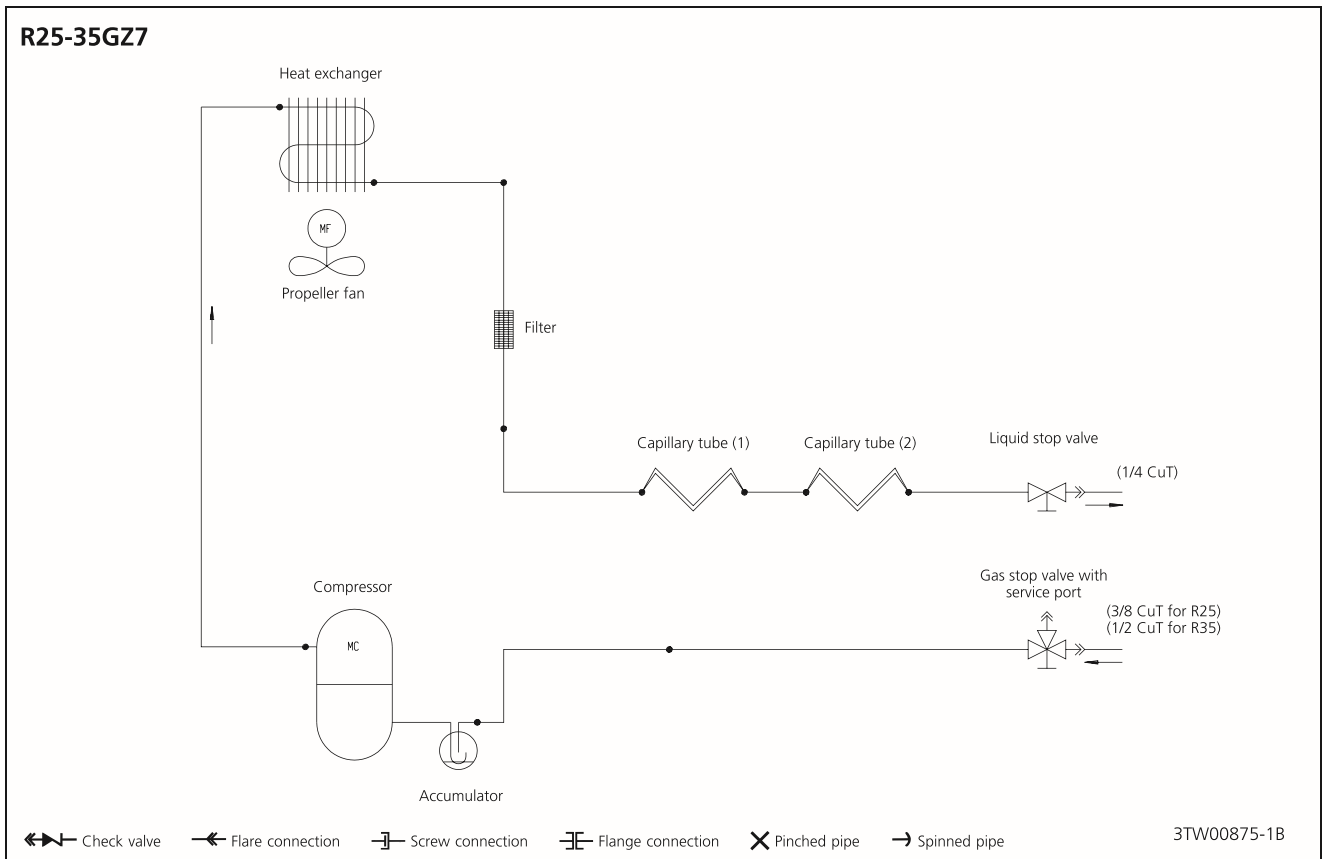 R25-35GZ7
Heat exchanger
MF
Propeller fan
Filter
Capillary tube (1)
Capillary tube (2)
Liquid stop valve
(1/4 CuT)
Compressor
MC
Gas stop valve with
service port
(3/8 CuT for R25)
(1/2 CuT for R35)
Accumulator
Check valve
Flare connection
Screw connection
Flange connection
Pinched pipe
Spinned pipe
3TW00875-1B